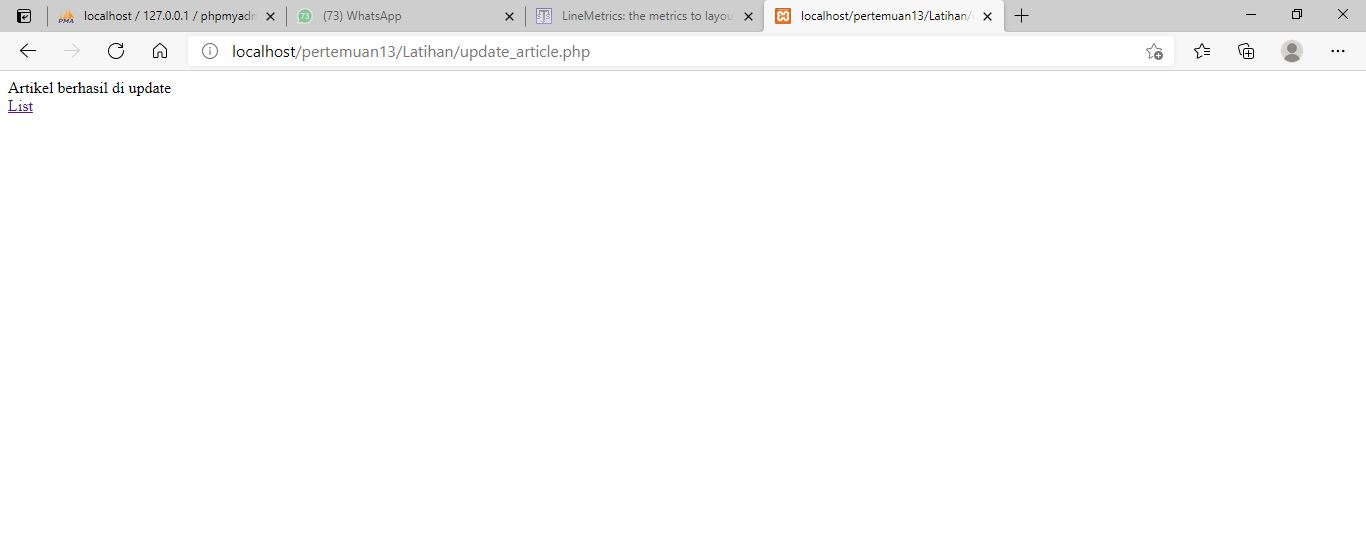 localhost / 127.0.0.1 / phpmyadm
(73) WhatsApp
LineMetrics: the metrics to layou
localhost/pertemuan13/Latihan/
localhost/pertemuan13/Latihan/update_article.php
Artikel berhasil di update
List